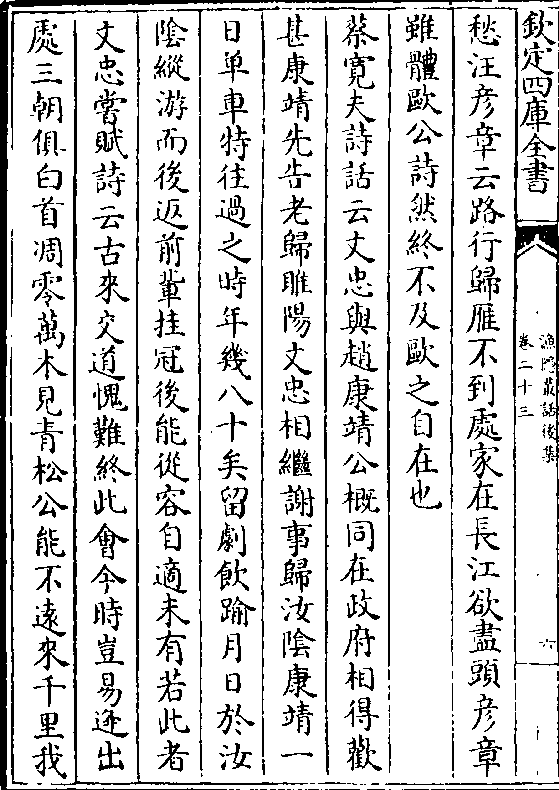 欽定四庫全書
漁隱叢話後集
卷二十三
六
愁汪彦章云路行歸雁不到處家在長江欲盡頭彦章
雖體歐公詩然終不及歐之自在也
蔡寛夫詩話云文忠與趙康靖公概同在政府相得歡
甚康靖先告老歸睢陽文忠相繼謝事歸汝陰康靖一
日单車特往過之時年幾八十矣留劇飲踰月日於汝
陰縱游而後返前輩挂冠後能從容自適未有若此者
文忠嘗賦詩云古來交道愧難終此會今時豈易逢出
處三朝俱白首凋零萬木見青松公能不逺來千里我